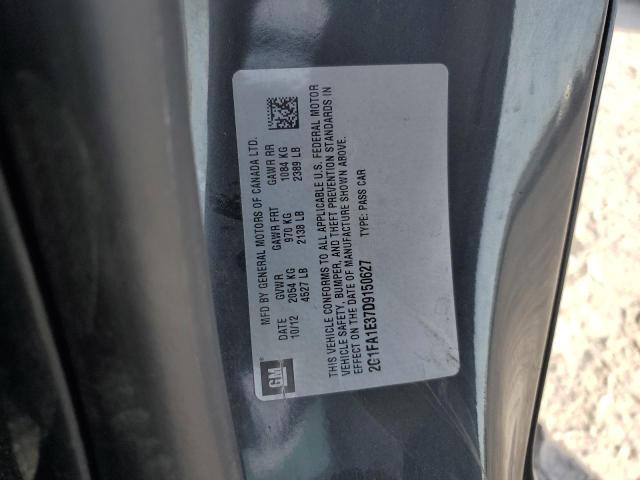 GM
MFD BY GENERAL MOTORS OF CANADA LTD.
DATE GVWR GAWR FRT GAWR RR
10/12 2054 KG 970 KG 1084 KG
4527 LB 2138 LB 2389 LB
THIS VEHICLE CONFORMS TO ALL APPLICABLE U.S. FEDERAL MOTOR
VEHICLE SAFETY, BUMPER, AND THEFT PREVENTION STANDARDS IN
EFFECT ON THE DATE OF MANUFACTURE SHOWN ABOVE.
2G1FA1E37D9150627 TYPE: PASS CAR